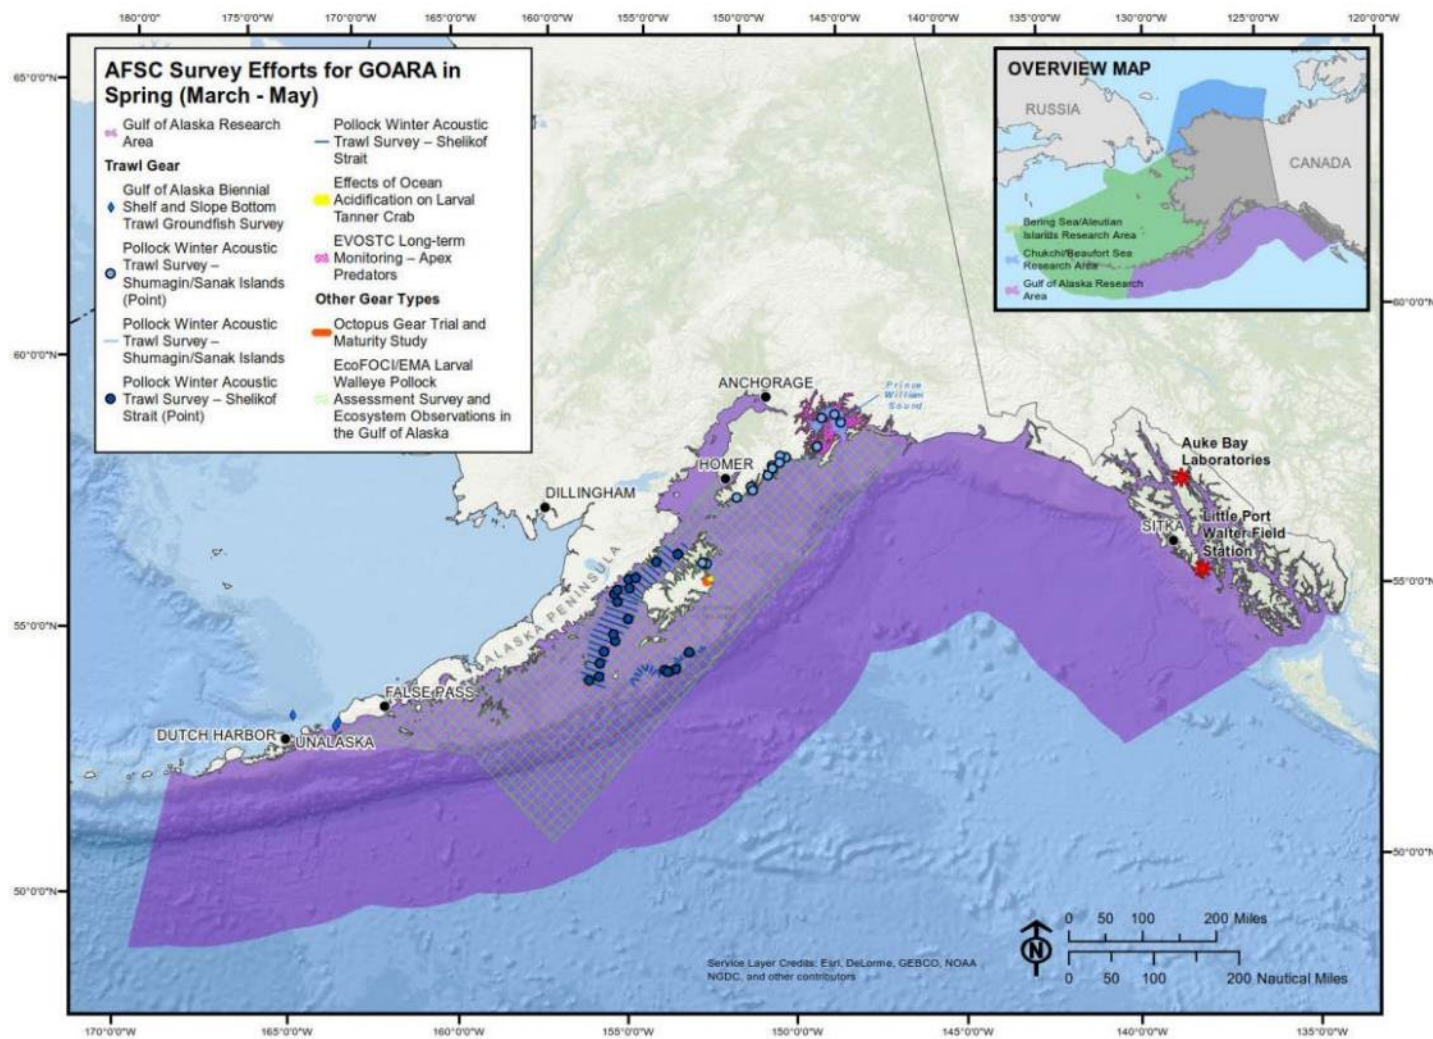 180°0'0"W
175°0'0"W
170°0'0"W
165°0'0"W
160°0'0"W
155°0'0"W
150°0'0"W
145°0'0"W
140°0'0"W
135°0'0"W
130°0'0"W
125°0'0"W
120°0'0"W
AFSC Survey Efforts for GOARA in
Spring (March - May)
Gulf of Alaska Research
Area
Trawl Gear
Gulf of Alaska Biennial
Shelf and Slope Bottom
Trawl Groundfish Survey
Pollock Winter Acoustic
Trawl Survey –
Shumagin/Sanak Islands
(Point)
Pollock Winter Acoustic
Trawl Survey –
Shumagin/Sanak Islands
Pollock Winter Acoustic
Trawl Survey – Shelikof
Strait (Point)
Pollock Winter Acoustic
Trawl Survey – Shelikof
Strait
Effects of Ocean
Acidification on Larval
Tanner Crab
EVOSTC Long-term
Monitoring – Apex
Predators
Other Gear Types
Octopus Gear Trial and
Maturity Study
EcoFOCI/EMA Larval
Walleye Pollock
Assessment Survey and
Ecosystem Observations in
the Gulf of Alaska
OVERVIEW MAP
RUSSIA
CANADA
Bering Sea/Aleutian
Islands Research Area
Chukchi/Beaufort Sea
Research Area
Gulf of Alaska Research
Area
65°0'0"N
60°0'0"N
55°0'0"N
50°0'0"N
60°0'0"N
55°0'0"N
50°0'0"N
ANCHORAGE
Prince
William
Sound
HOMER
DILLINGHAM
Auke Bay
Laboratories
SITKA
Little Port
Walter Field
Station
ALASKA PENINSULA
FALSE PASS
DUTCH HARBOR
UNALASKA
Service Layer Credits: Esri, DeLorme, GEBCO, NOAA
NGDC, and other contributors
N
0 50 100 200 Miles
0 50 100 200 Nautical Miles
170°0'0"W
165°0'0"W
160°0'0"W
155°0'0"W
150°0'0"W
145°0'0"W
140°0'0"W
135°0'0"W